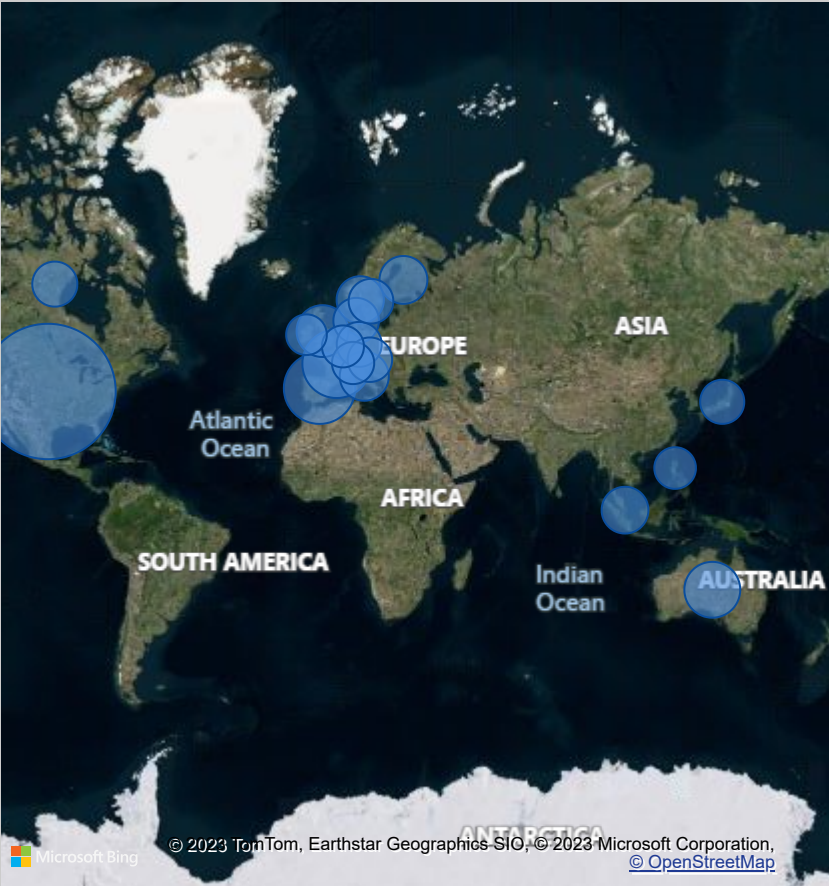 ASIA
EUROPE
Atlantic
Ocean
AFRICA
SOUTH AMERICA
Indian
Ocean
AUSTRALIA
ANTARCTICA
© 2023 TomTom, Earthstar Geographics SIO, © 2023 Microsoft Corporation,
Microsoft Bing
© OpenStreetMap